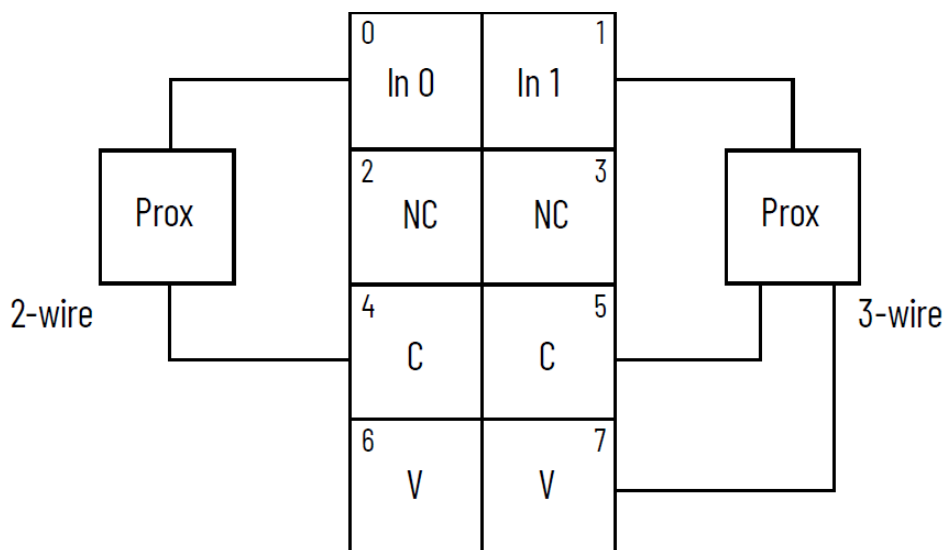 0 1
In 0 In 1
2 3
Prox NC NC Prox
2-wire 4 5 3-wire
C C
6 7
V V